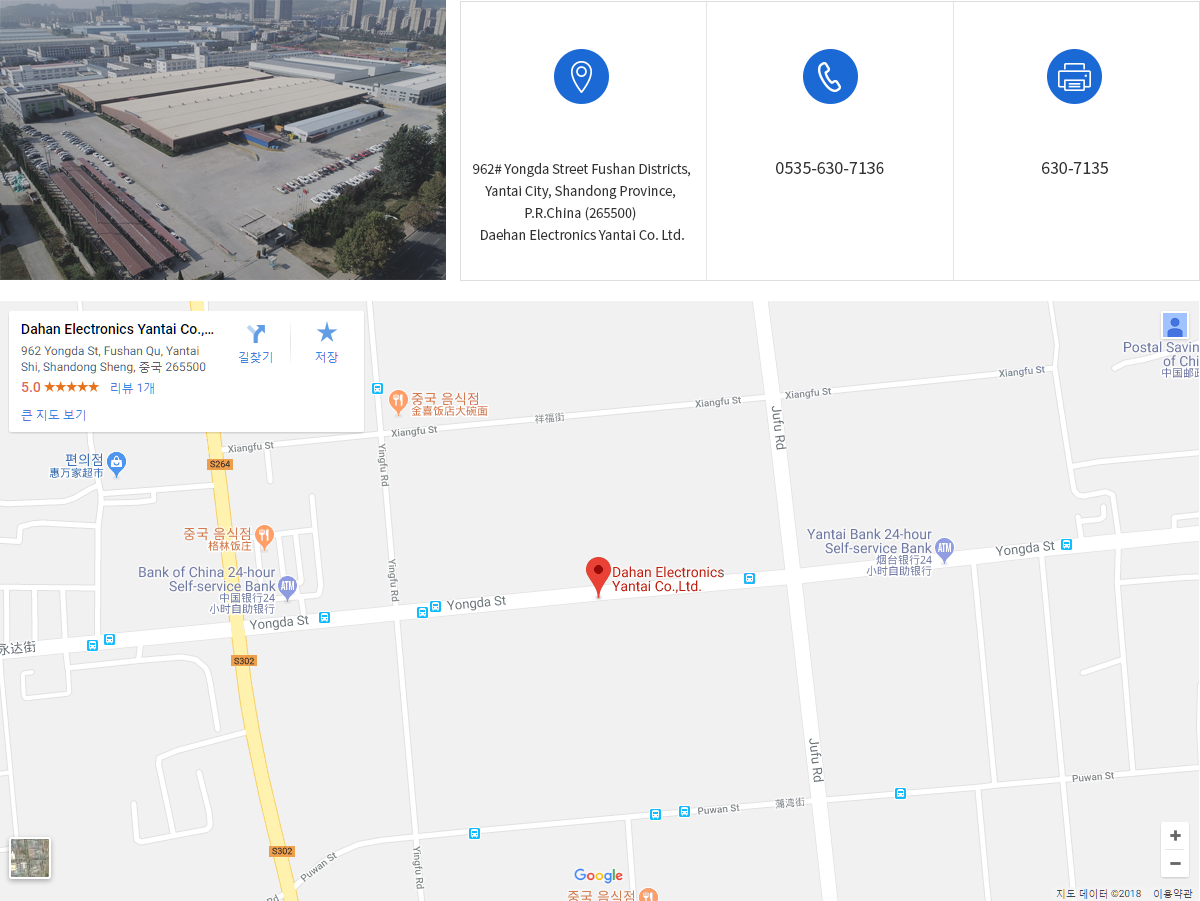 962# Yongda Street Fushan Districts,
Yantai City, Shandong Province,
P.R.China (265500)
Daehan Electronics Yantai Co. Ltd.
0535-630-7136
630-7135
Dahan Electronics Yantai Co.,...
962 Yongda St, Fushan Qu, Yantai
Shi, Shandong Sheng, 중국 265500
5.0 ★★★★★ 리뷰 1개
큰 지도 보기
길찾기
저장
Postal Savin
of Chi
中国邮政
Xiangfu St
Xiangfu St
Xiangfu St
祥福街
Xiangfu St
Xiangfu St
중국 음식점
金喜饭店大碗面
Jufu Rd
Yingfu Rd
편의점
惠万家超市
S264
중국 음식점
格林饭庄
Yantai Bank 24-hour
Self-service Bank
烟台银行24
小时自助银行
ATM
Yongda St
Bank of China 24-hour
Self-service Bank
中国银行24
小时自助银行
ATM
Yingfu Rd
Dahan Electronics
Yantai Co.,Ltd.
Yongda St
Yongda St
永达街
S302
Jufu Rd
Puwan St
蒲湾街
Puwan St
S302
Puwan St
Yingfu Rd
Rd
Google
중국 음식점
+
−
지도 데이터 ©2018
이용약관